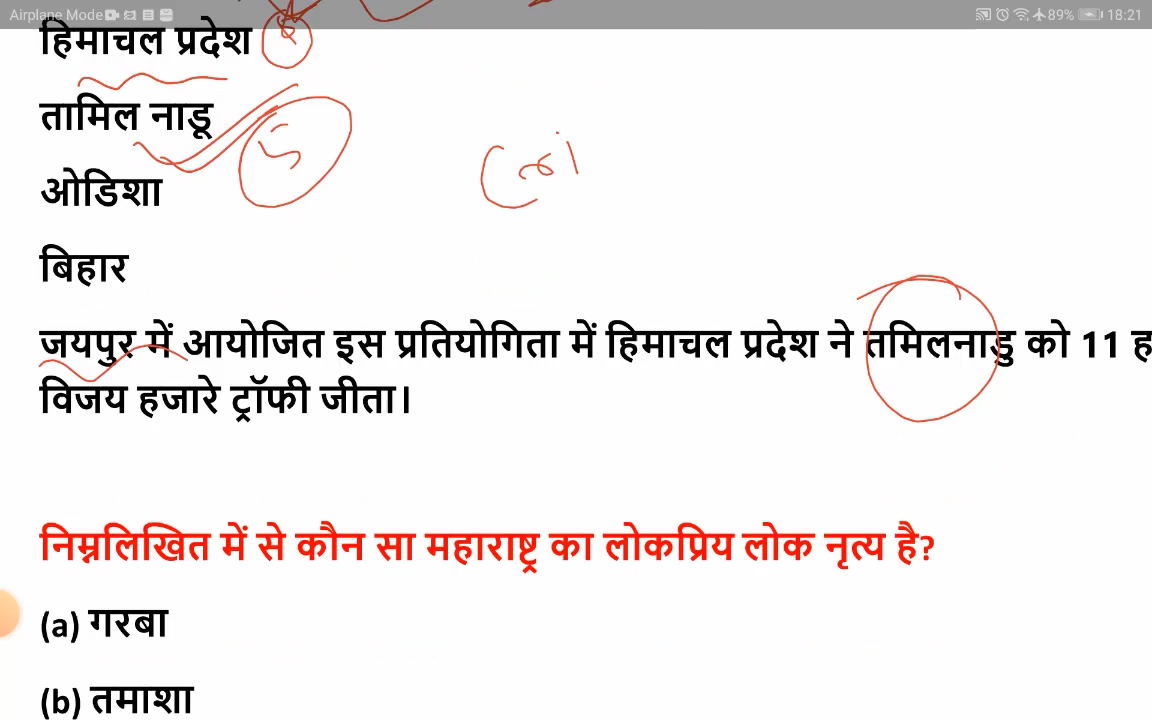 Airplane Mode 89% 18:21
हिमाचल प्रदेश
तामिल नाडू 5
ओडिशा
बिहार
जयपुर में आयोजित इस प्रतियोगिता में हिमाचल प्रदेश ने तमिलनाडु को 11 ह
विजय हजारे ट्रॉफी जीता।
निम्नलिखित में से कौन सा महाराष्ट्र का लोकप्रिय लोक नृत्य है?
(a) गरबा
(b) तमाशा